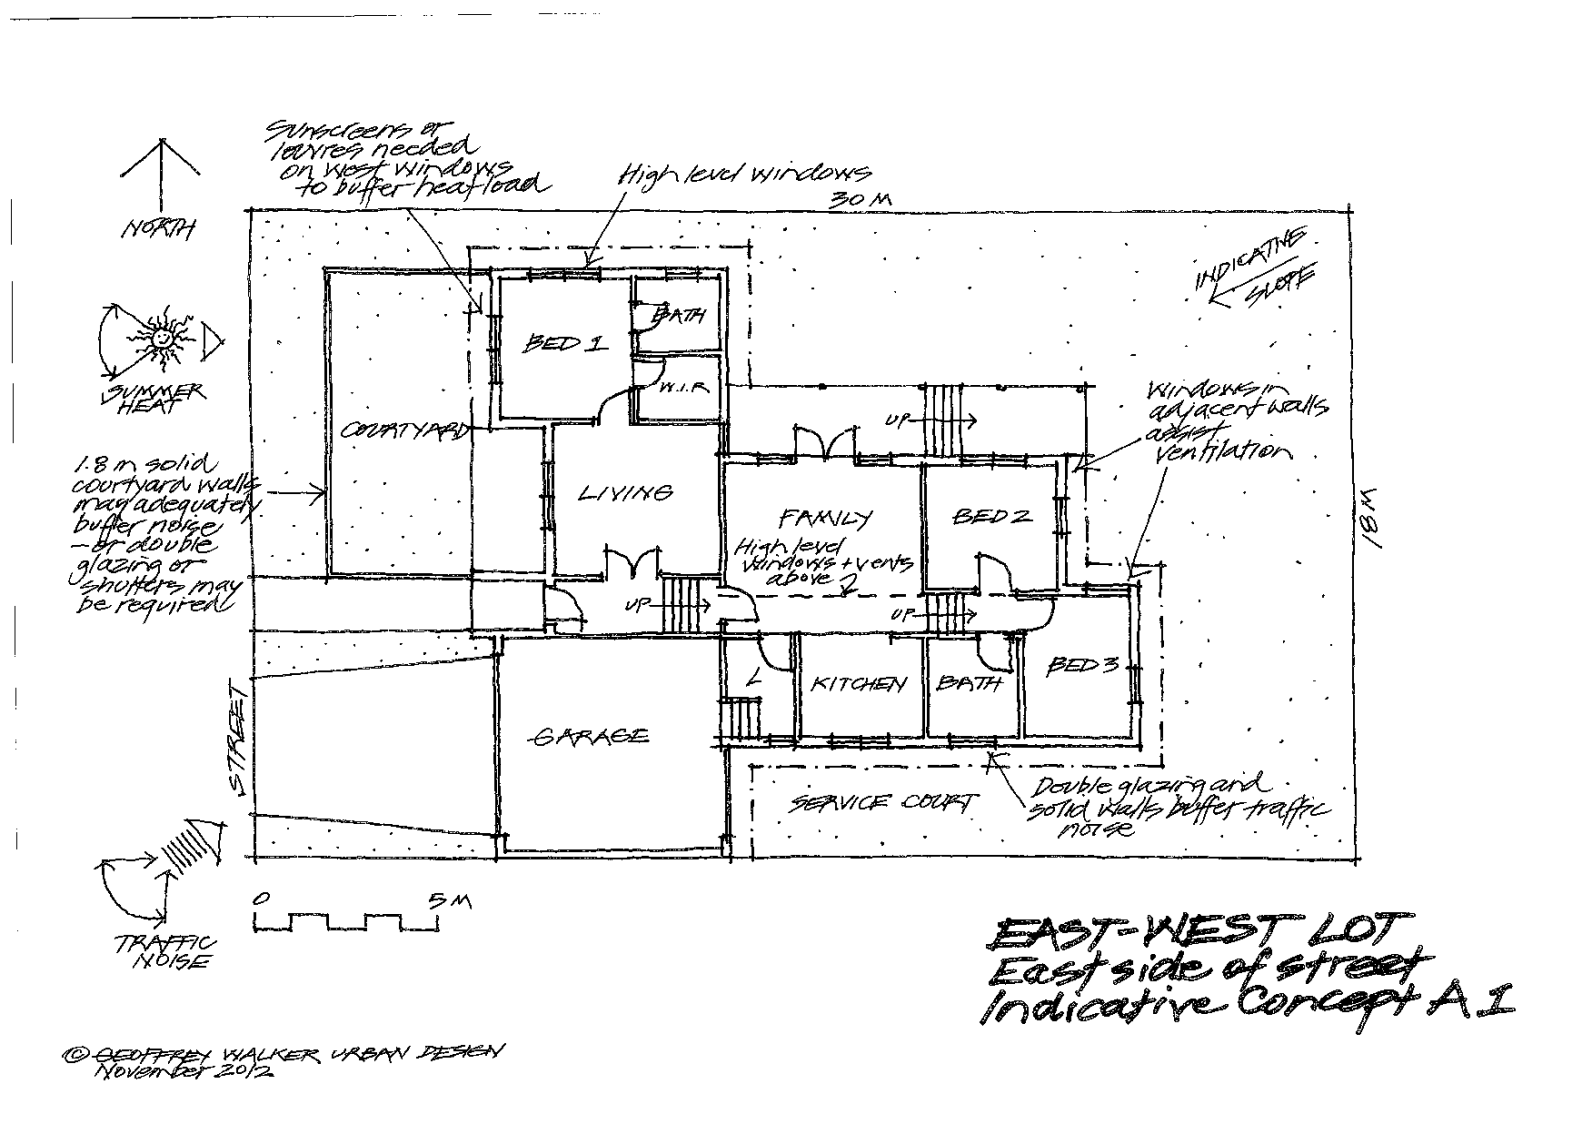 Sunscreens or
louvres needed
on west windows
to buffer heatload
High level windows
30 M
NORTH
INDICATIVE
SLOPE
SUMMER
HEAT
BED 1
BATH
W.I.R
COURTYARD
UP
Windows in
adjacent walls
assist
ventilation
1.8 m solid
courtyard walls
may adequately
buffer noise
- or double
glazing or
shutters may
be required
LIVING
FAMILY
BED 2
18 M
High level
windows + vents
above
UP
UP
L
KITCHEN
BATH
BED 3
STREET
GARAGE
SERVICE COURT
Double glazing and
solid walls buffer traffic
noise
0
5 M
TRAFFIC
NOISE
EAST-WEST LOT
East side of street
Indicative Concept A 1
© GEOFFREY WALKER URBAN DESIGN
November 2012